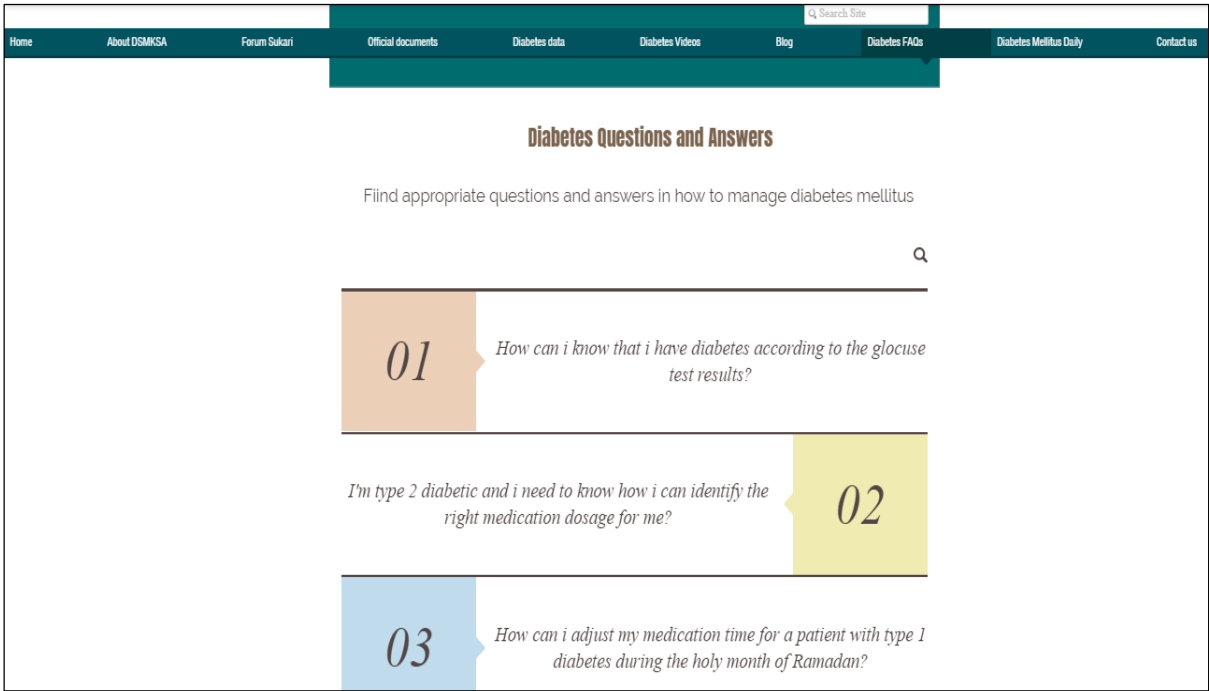 Search Site
Home About DSMKSA Forum Sukari Official documents Diabetes data Diabetes Videos Blog Diabetes FAQs Diabetes Mellitus Daily Contact us
Diabetes Questions and Answers
Fiind appropriate questions and answers in how to manage diabetes mellitus
01
How can i know that i have diabetes according to the glocuse
test results?
I'm type 2 diabetic and i need to know how i can identify the
right medication dosage for me?
02
03
How can i adjust my medication time for a patient with type 1
diabetes during the holy month of Ramadan?